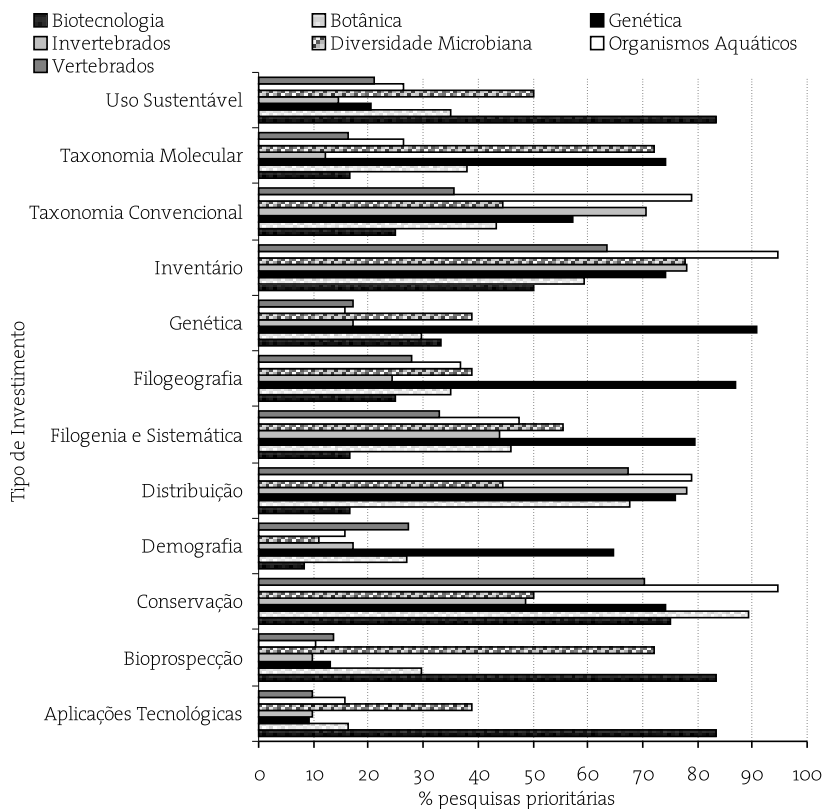 Biotecnologia Botânica Genética
Invertebrados Diversidade Microbiana Organismos Aquáticos
Vertebrados
Uso Sustentável
Taxonomia Molecular
Taxonomia Convencional
Inventário
Genética
Filogeografia
Filogenia e Sistemática
Distribuição
Demografia
Conservação
Bioprospecção
Aplicações Tecnológicas
Tipo de Investimento
0 10 20 30 40 50 60 70 80 90 100
% pesquisas prioritárias